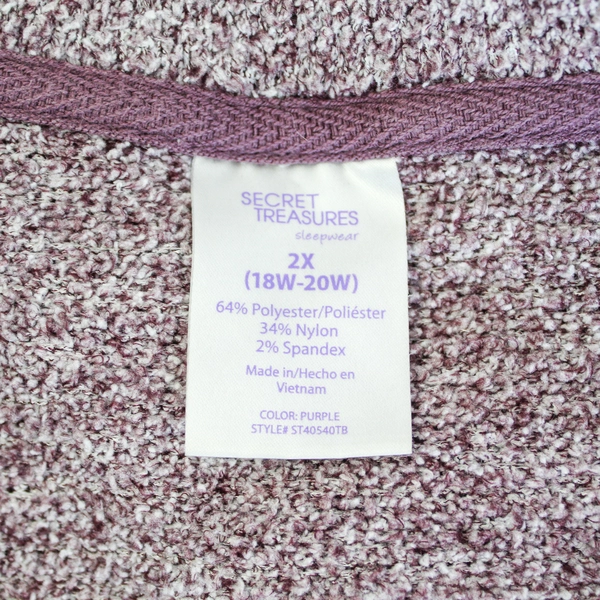 SECRET
TREASURES
sleepwear
2X
(18W-20W)
64% Polyester/Poliéster
34% Nylon
2% Spandex
Made in/Hecho en
Vietnam
COLOR: PURPLE
STYLE# ST40540TB